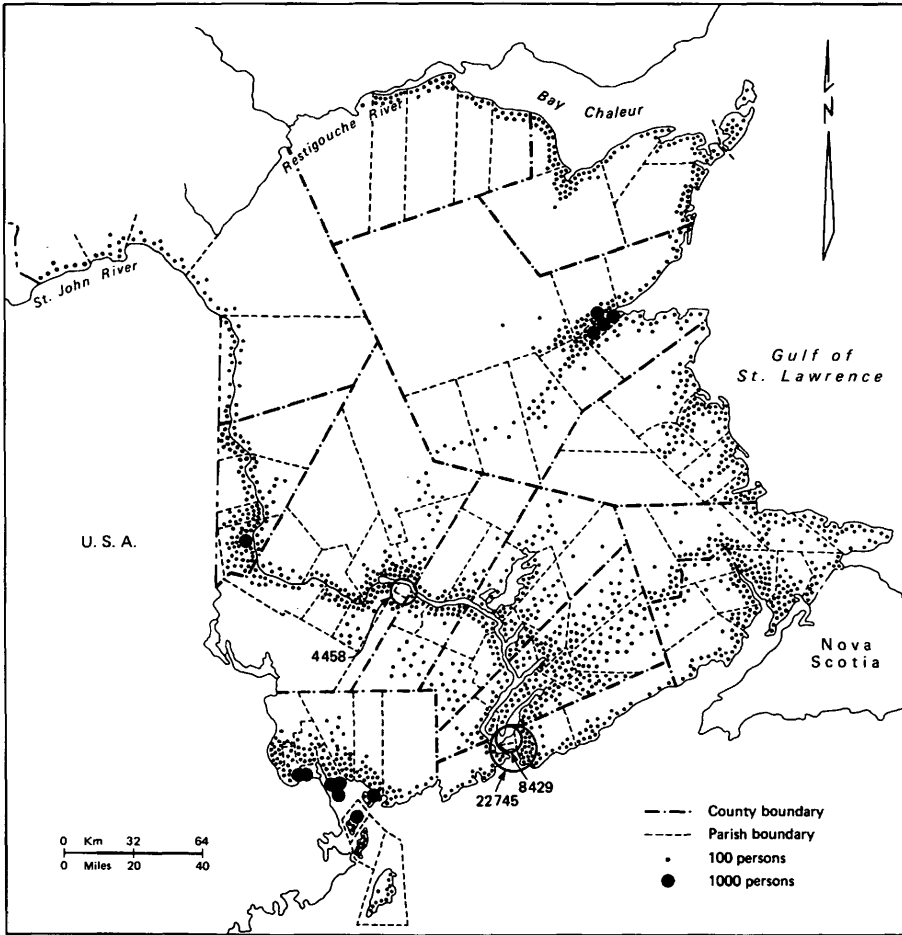 Restigouche River
Bay Chaleur
N
St. John River
Gulf of
St. Lawrence
U. S. A.
4458
Nova
Scotia
8429
22745
County boundary
Parish boundary
100 persons
1000 persons
0 Km 32 64
0 Miles 20 40